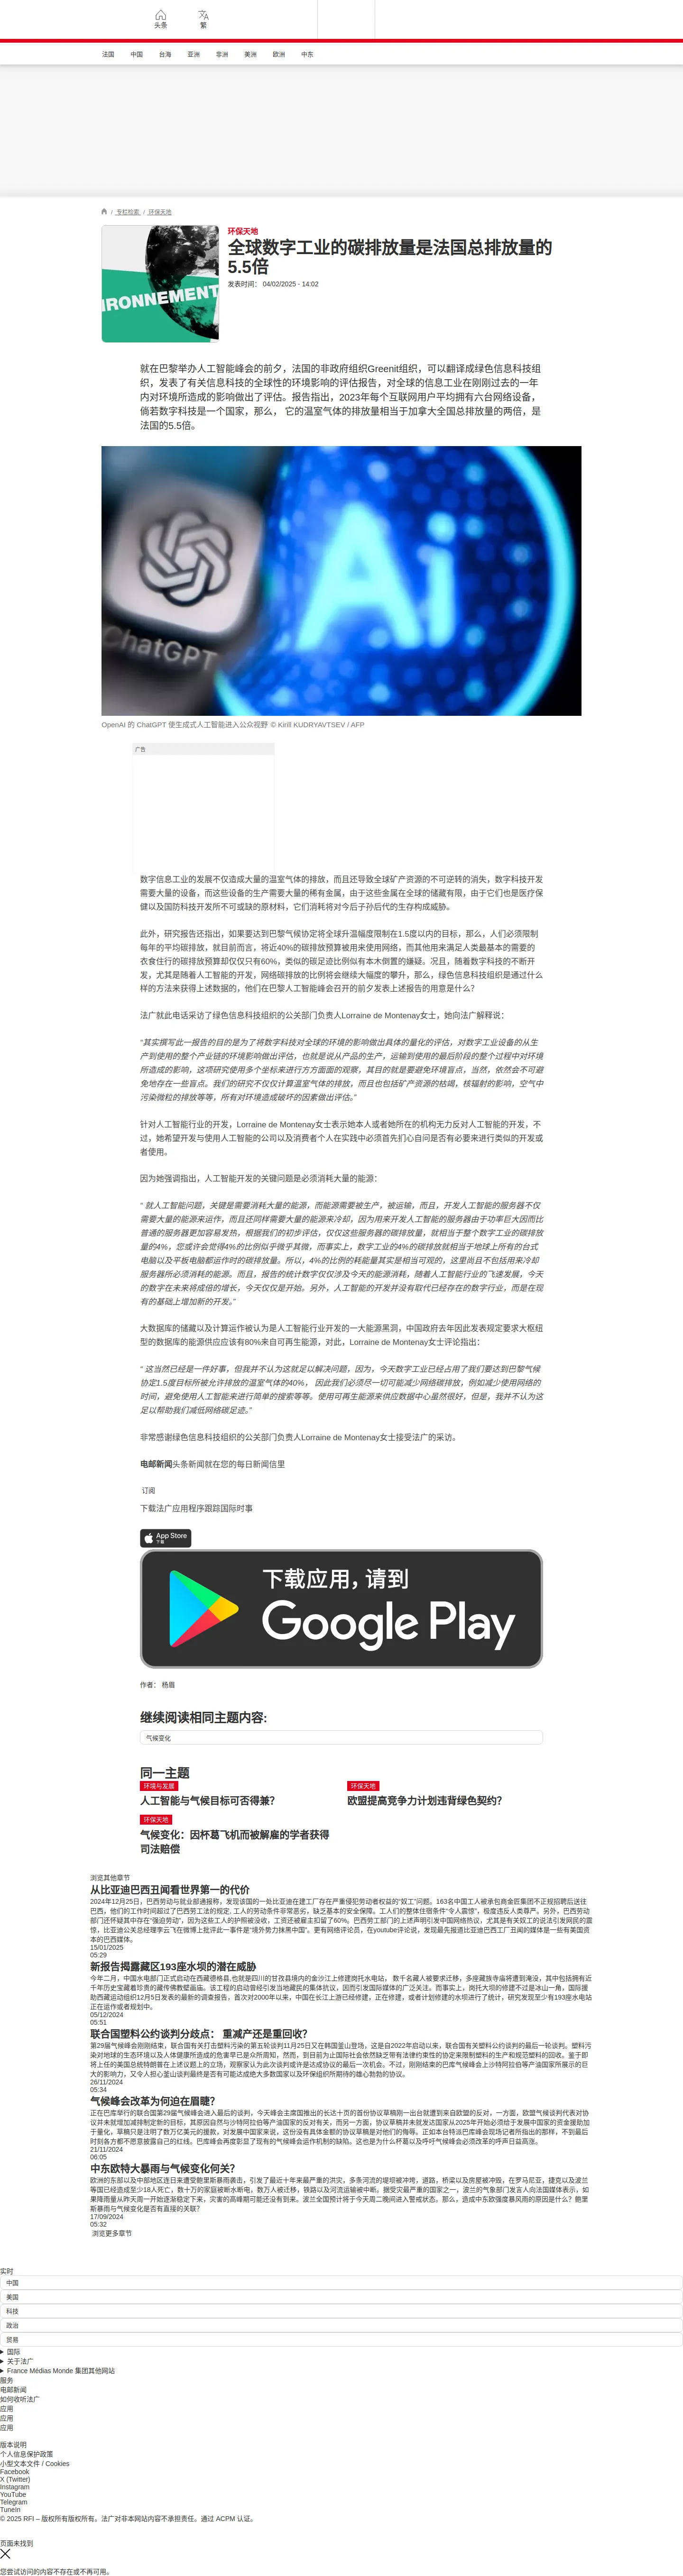 头条
繁
法国 中国 台海 亚洲 非洲 美洲 欧洲 中东
/ 专栏检索 / 环保天地
IRONNEMENT
环保天地
全球数字工业的碳排放量是法国总排放量的
5.5倍
发表时间： 04/02/2025 - 14:02
就在巴黎举办人工智能峰会的前夕，法国的非政府组织Greenit组织，可以翻译成绿色信息科技组
织，发表了有关信息科技的全球性的环境影响的评估报告，对全球的信息工业在刚刚过去的一年
内对环境所造成的影响做出了评估。报告指出，2023年每个互联网用户平均拥有六台网络设备，
倘若数字科技是一个国家，那么， 它的温室气体的排放量相当于加拿大全国总排放量的两倍，是
法国的5.5倍。
ChatGPT
Ai
OpenAI 的 ChatGPT 使生成式人工智能进入公众视野 © Kirill KUDRYAVTSEV / AFP
广告
数字信息工业的发展不仅造成大量的温室气体的排放，而且还导致全球矿产资源的不可逆转的消失，数字科技开发
需要大量的设备，而这些设备的生产需要大量的稀有金属，由于这些金属在全球的储藏有限，由于它们也是医疗保
健以及国防科技开发所不可或缺的原材料，它们消耗将对今后子孙后代的生存构成威胁。
此外，研究报告还指出，如果要达到巴黎气候协定将全球升温幅度限制在1.5度以内的目标，那么，人们必须限制
每年的平均碳排放，就目前而言，将近40%的碳排放预算被用来使用网络，而其他用来满足人类最基本的需要的
衣食住行的碳排放预算却仅仅只有60%，类似的碳足迹比例似有本木倒置的嫌疑。况且，随着数字科技的不断开
发，尤其是随着人工智能的开发，网络碳排放的比例将会继续大幅度的攀升，那么，绿色信息科技组织是通过什么
样的方法来获得上述数据的，他们在巴黎人工智能峰会召开的前夕发表上述报告的用意是什么？
法广就此电话采访了绿色信息科技组织的公关部门负责人Lorraine de Montenay女士，她向法广解释说：
“其实撰写此一报告的目的是为了将数字科技对全球的环境的影响做出具体的量化的评估，对数字工业设备的从生
产到使用的整个产业链的环境影响做出评估，也就是说从产品的生产，运输到使用的最后阶段的整个过程中对环境
所造成的影响，这项研究使用多个坐标来进行方方面面的观察，其目的就是要避免环境盲点，当然，依然会不可避
免地存在一些盲点。我们的研究不仅仅计算温室气体的排放，而且也包括矿产资源的枯竭，核辐射的影响，空气中
污染微粒的排放等等，所有对环境造成破坏的因素做出评估。”
针对人工智能行业的开发，Lorraine de Montenay女士表示她本人或者她所在的机构无力反对人工智能的开发，不
过，她希望开发与使用人工智能的公司以及消费者个人在实践中必须首先扪心自问是否有必要来进行类似的开发或
者使用。
因为她强调指出，人工智能开发的关键问题是必须消耗大量的能源：
“ 就人工智能问题，关键是需要消耗大量的能源，而能源需要被生产，被运输，而且，开发人工智能的服务器不仅
需要大量的能源来运作，而且还同样需要大量的能源来冷却，因为用来开发人工智能的服务器由于功率巨大因而比
普通的服务器更加容易发热，根据我们的初步评估，仅仅这些服务器的碳排放量，就相当于整个数字工业的碳排放
量的4%，您或许会觉得4%的比例似乎微乎其微，而事实上，数字工业的4%的碳排放就相当于地球上所有的台式
电脑以及平板电脑都运作时的碳排放量。所以，4%的比例的耗能量其实是相当可观的，这里尚且不包括用来冷却
服务器所必须消耗的能源。而且，报告的统计数字仅仅涉及今天的能源消耗，随着人工智能行业的飞速发展，今天
的数字在未来将成倍的增长，今天仅仅是开始。另外，人工智能的开发并没有取代已经存在的数字行业，而是在现
有的基础上增加新的开发。”
大数据库的储藏以及计算运作被认为是人工智能行业开发的一大能源黑洞，中国政府去年因此发表规定要求大枢纽
型的数据库的能源供应应该有80%来自可再生能源，对此，Lorraine de Montenay女士评论指出：
“ 这当然已经是一件好事，但我并不认为这就足以解决问题，因为，今天数字工业已经占用了我们要达到巴黎气候
协定1.5度目标所被允许排放的温室气体的40%， 因此我们必须尽一切可能减少网络碳排放，例如减少使用网络的
时间，避免使用人工智能来进行简单的搜索等等。使用可再生能源来供应数据中心虽然很好，但是，我并不认为这
足以帮助我们减低网络碳足迹。”
非常感谢绿色信息科技组织的公关部门负责人Lorraine de Montenay女士接受法广的采访。
电邮新闻头条新闻就在您的每日新闻信里
订阅
下载法广应用程序跟踪国际时事
App Store
下载
下载应用，请到
Google Play
作者： 杨眉
继续阅读相同主题内容:
气候变化
同一主题
环境与发展
人工智能与气候目标可否得兼?
环保天地
欧盟提高竞争力计划违背绿色契约?
环保天地
气候变化：因杯葛飞机而被解雇的学者获得
司法赔偿
浏览其他章节
从比亚迪巴西丑闻看世界第一的代价
2024年12月25日，巴西劳动与就业部通报称，发现该国的一处比亚迪在建工厂存在严重侵犯劳动者权益的“奴工”问题。163名中国工人被承包商金匠集团不正规招聘后送往
巴西，他们的工作时间超过了巴西劳工法的规定, 工人的劳动条件非常恶劣，缺乏基本的安全保障。工人们的整体住宿条件“令人震惊”，极度违反人类尊严。另外，巴西劳动
部门还怀疑其中存在“强迫劳动”，因为这些工人的护照被没收，工资还被雇主扣留了60%。巴西劳工部门的上述声明引发中国网络热议，尤其是有关奴工的说法引发网民的震
惊，比亚迪公关总经理李云飞在微博上批评此一事件是“境外势力抹黑中国”。更有网络评论员，在youtube评论说，发现最先报道比亚迪巴西工厂丑闻的媒体是一些有美国资
本的巴西媒体。
15/01/2025
05:29
新报告揭露藏区193座水坝的潜在威胁
今年二月，中国水电部门正式启动在西藏德格县,也就是四川的甘孜县境内的金沙江上修建岗托水电站， 数千名藏人被要求迁移，多座藏族寺庙将遭到淹没，其中包括拥有近
千年历史宝藏着珍贵的藏传佛教壁画庙。该工程的启动曾经引发当地藏民的集体抗议，因而引发国际媒体的广泛关注。而事实上，岗托大坝的修建不过是冰山一角，国际援
助西藏运动组织12月5日发表的最新的调查报告，首次对2000年以来，中国在长江上游已经修建，正在修建，或者计划修建的水坝进行了统计，研究发现至少有193座水电站
正在运作或者规划中。
05/12/2024
05:51
联合国塑料公约谈判分歧点： 重减产还是重回收?
第29届气候峰会刚刚结束，联合国有关打击塑料污染的第五轮谈判11月25日又在韩国釜山登场，这是自2022年启动以来，联合国有关塑料公约谈判的最后一轮谈判。塑料污
染对地球的生态环境以及人体健康所造成的危害早已是众所周知，然而，到目前为止国际社会依然缺乏带有法律约束性的协定来限制塑料的生产和规范塑料的回收。鉴于即
将上任的美国总统特朗普在上述议题上的立场，观察家认为此次谈判或许是达成协议的最后一次机会。不过，刚刚结束的巴库气候峰会上沙特阿拉伯等产油国家所展示的巨
大的影响力，又令人担心釜山谈判最终是否有可能达成绝大多数国家以及环保组织所期待的雄心勃勃的协议。
26/11/2024
05:34
气候峰会改革为何迫在眉睫？
正在巴库举行的联合国第29届气候峰会进入最后的谈判，今天峰会主席国推出的长达十页的首份协议草稿刚一出台就遭到来自欧盟的反对，一方面，欧盟气候谈判代表对协
议并未就增加减排制定新的目标，其原因自然与沙特阿拉伯等产油国家的反对有关，而另一方面，协议草稿并未就发达国家从2025年开始必须给于发展中国家的资金援助加
于量化，草稿只是注明了数万亿美元的援款，对发展中国家来说，这份没有具体金额的协议草稿是对他们的侮辱。正如本台特派巴库峰会现场记者所指出的那样，不到最后
时刻各方都不愿意披露自己的红线。巴库峰会再度彰显了现有的气候峰会运作机制的缺陷。这也是为什么杯葛以及呼吁气候峰会必须改革的呼声日益高涨。
21/11/2024
06:05
中东欧特大暴雨与气候变化何关？
欧洲的东部以及中部地区连日来遭受鲍里斯暴雨袭击，引发了最近十年来最严重的洪灾，多条河流的堤坝被冲垮，道路，桥梁以及房屋被冲毁，在罗马尼亚，捷克以及波兰
等国已经造成至少18人死亡，数十万的家庭被断水断电，数万人被迁移，铁路以及河流运输被中断。据受灾最严重的国家之一，波兰的气象部门发言人向法国媒体表示，如
果降雨量从昨天周一开始逐渐稳定下来，灾害的高峰期可能还没有到来。波兰全国预计将于今天周二晚间进入警戒状态。那么，造成中东欧强度暴风雨的原因是什么？鲍里
斯暴雨与气候变化是否有直接的关联？
17/09/2024
05:32
浏览更多章节
实时
中国
美国
科技
政治
贸易
国际
关于法广
France Médias Monde 集团其他网站
服务
电邮新闻
如何收听法广
应用
应用
应用
版本说明
个人信息保护政策
小型文本文件 / Cookies
Facebook
X (Twitter)
Instagram
YouTube
Telegram
TuneIn
© 2025 RFI – 版权所有版权所有。法广对非本网站内容不承担责任。通过 ACPM 认证。
页面未找到
您尝试访问的内容不存在或不再可用。